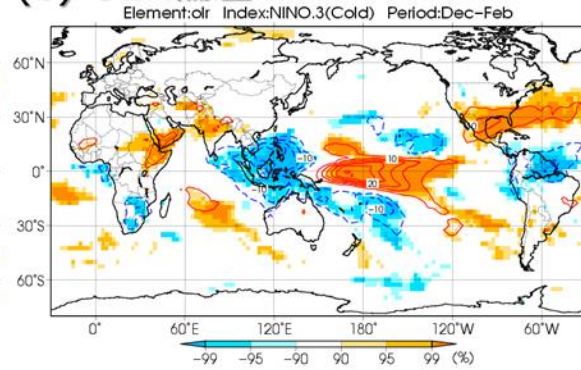 Element:olr Index:NINO.3(Cold) Period:Dec-Feb
60°N
30°N
0°
30°S
60°S
-10
10
20
-10
0° 60°E 120°E 180° 120°W 60°W
-99 -95 -90 90 95 99 (%)